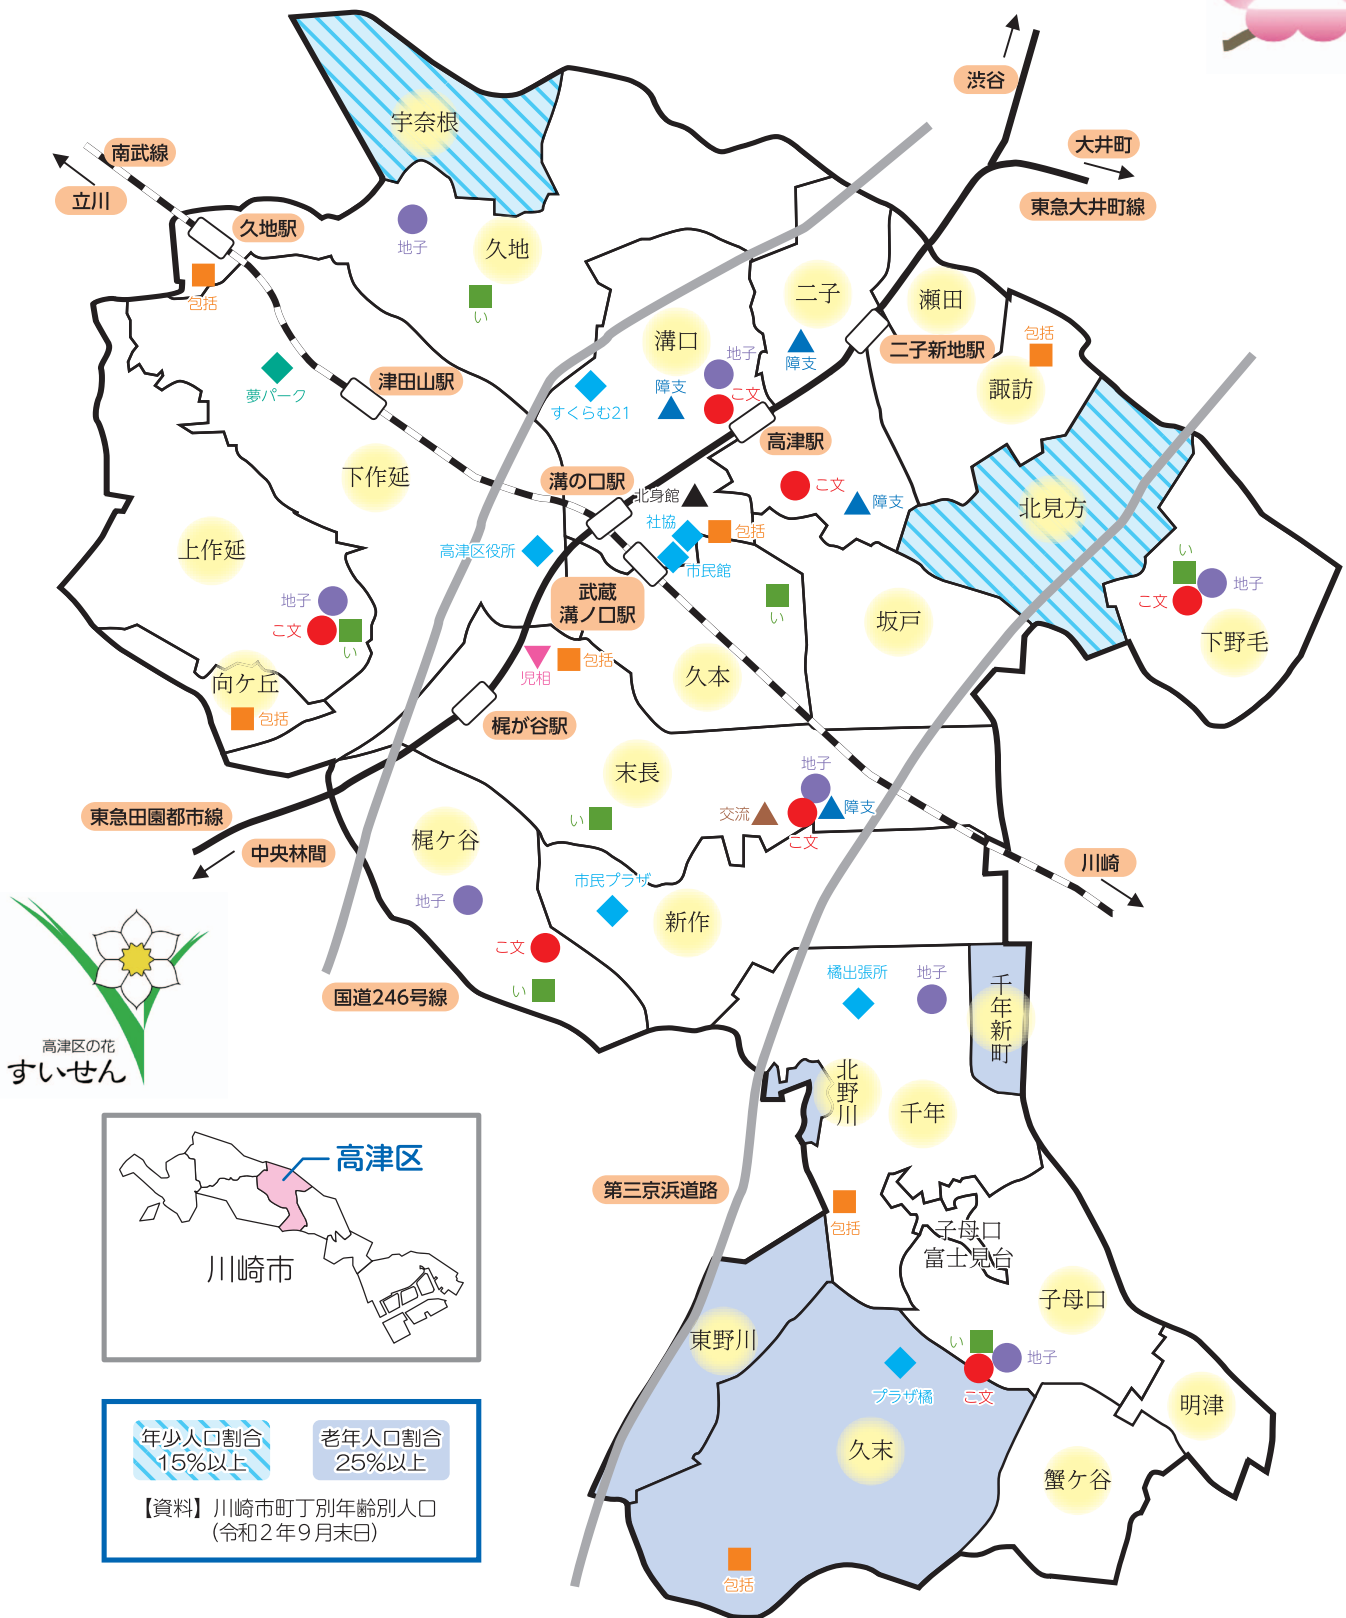 渋谷
大井町
東急大井町線
宇奈根
南武線
立川
久地駅
地子
久地
包括
い
二子
瀬田
溝口
障支
二子新地駅
包括
諏訪
地子
障支
こ文
すくらむ21
夢パーク
津田山駅
高津駅
下作延
溝の口駅
北身館
こ文
障支
北見方
社協
包括
高津区役所
市民館
上作延
武蔵
溝ノ口駅
い
坂戸
い
地子
こ文
下野毛
地子
こ文
い
児相
包括
久本
向ケ丘
包括
梶が谷駅
末長
地子
い
交流
障支
こ文
東急田園都市線
中央林間
梶ケ谷
川崎
市民プラザ
地子
新作
こ文
い
国道246号線
橘出張所
地子
千年新町
高津区の花
すいせん
北野川
千年
高津区
川崎市
第三京浜道路
包括
子母口
富士見台
子母口
東野川
い
地子
こ文
プラザ橘
明津
久末
蟹ケ谷
包括
年少人口割合
15%以上
老年人口割合
25%以上
【資料】川崎市町丁別年齢別人口
(令和2年9月末日)